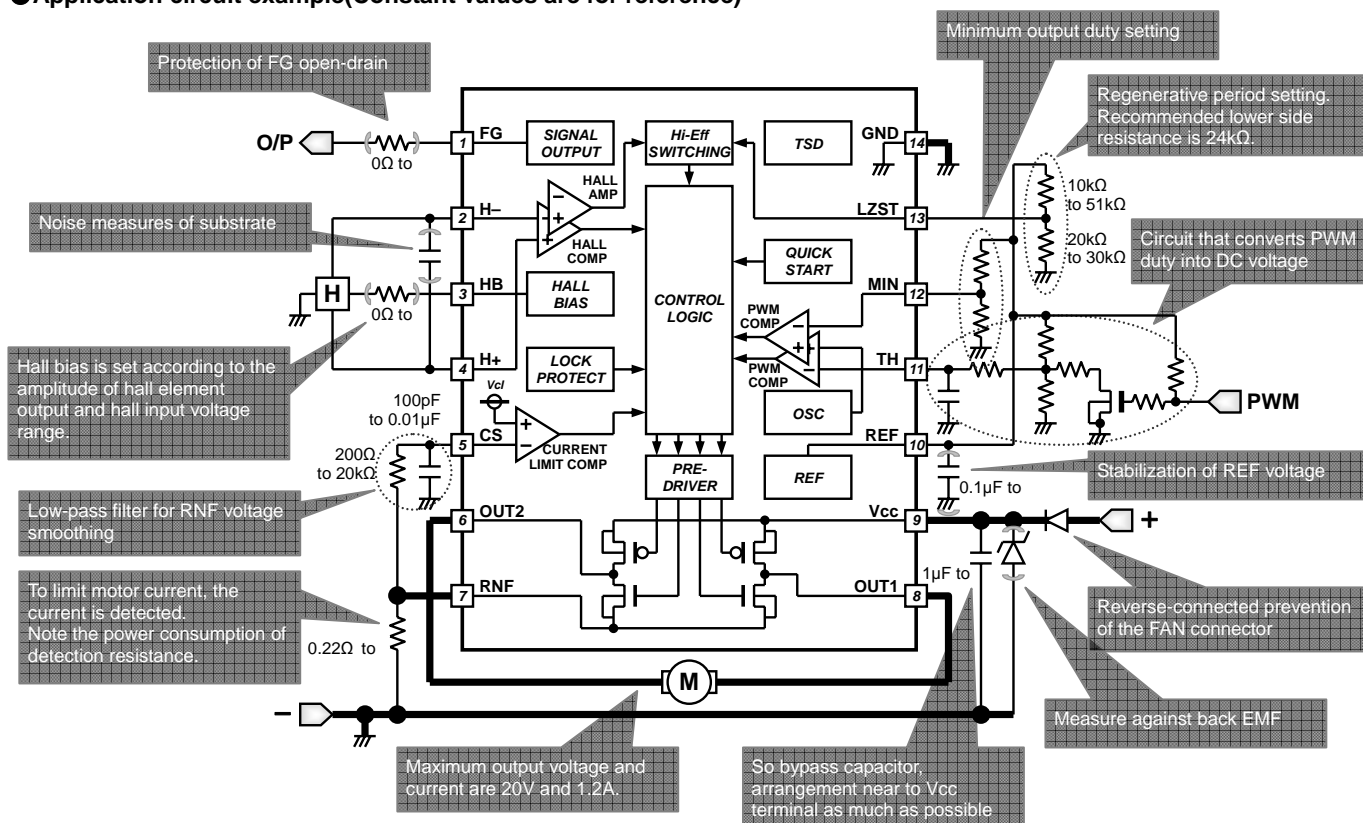 ●Application circuit example(Constant values are for reference)
Minimum output duty setting
Protection of FG open-drain
Regenerative period setting.
Recommended lower side
resistance is 24kΩ.
O/P
0Ω to
1
FG
SIGNAL
OUTPUT
Hi-Eff
SWITCHING
TSD
GND
14
HALL
AMP
10kΩ
to 51kΩ
Noise measures of substrate
2
H–
LZST
13
HALL
COMP
20kΩ
to 30kΩ
Circuit that converts PWM
duty into DC voltage
QUICK
START
H
0Ω to
3
HB
HALL
BIAS
CONTROL
LOGIC
MIN
12
PWM
COMP
Hall bias is set according to the
amplitude of hall element
output and hall input voltage
range.
4
H+
LOCK
PROTECT
PWM
COMP
TH
11
Vcl
100pF
to 0.01µF
OSC
PWM
5
CS
CURRENT
LIMIT COMP
REF
10
200Ω
to 20kΩ
PRE-
DRIVER
REF
0.1µF to
Stabilization of REF voltage
Low-pass filter for RNF voltage
smoothing
6
OUT2
Vcc
9
+
To limit motor current, the
current is detected.
Note the power consumption of
detection resistance.
7
RNF
OUT1
8
1µF to
0.22Ω to
Reverse-connected prevention
of the FAN connector
M
–
Measure against back EMF
Maximum output voltage and
current are 20V and 1.2A.
So bypass capacitor,
arrangement near to Vcc
terminal as much as possible